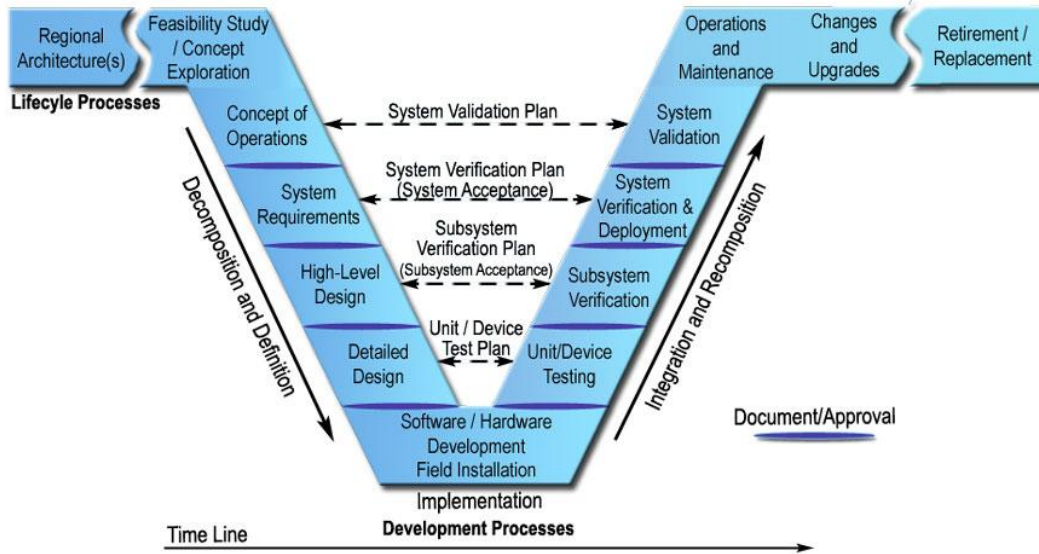 Regional
Architecture(s)
Feasibility Study
/ Concept
Exploration
Operations
and
Maintenance
Changes
and
Upgrades
Retirement /
Replacement
Lifecyle Processes
Concept of
Operations
System Validation Plan
System
Validation
System
Requirements
System Verification Plan
(System Acceptance)
System
Verification &
Deployment
High-Level
Design
Subsystem
Verification Plan
(Subsystem Acceptance)
Subsystem
Verification
Detailed
Design
Unit / Device
Test Plan
Unit/Device
Testing
Decomposition and Definition
Integration and Recomposition
Software / Hardware
Development
Field Installation
Document/Approval
Implementation
Development Processes
Time Line